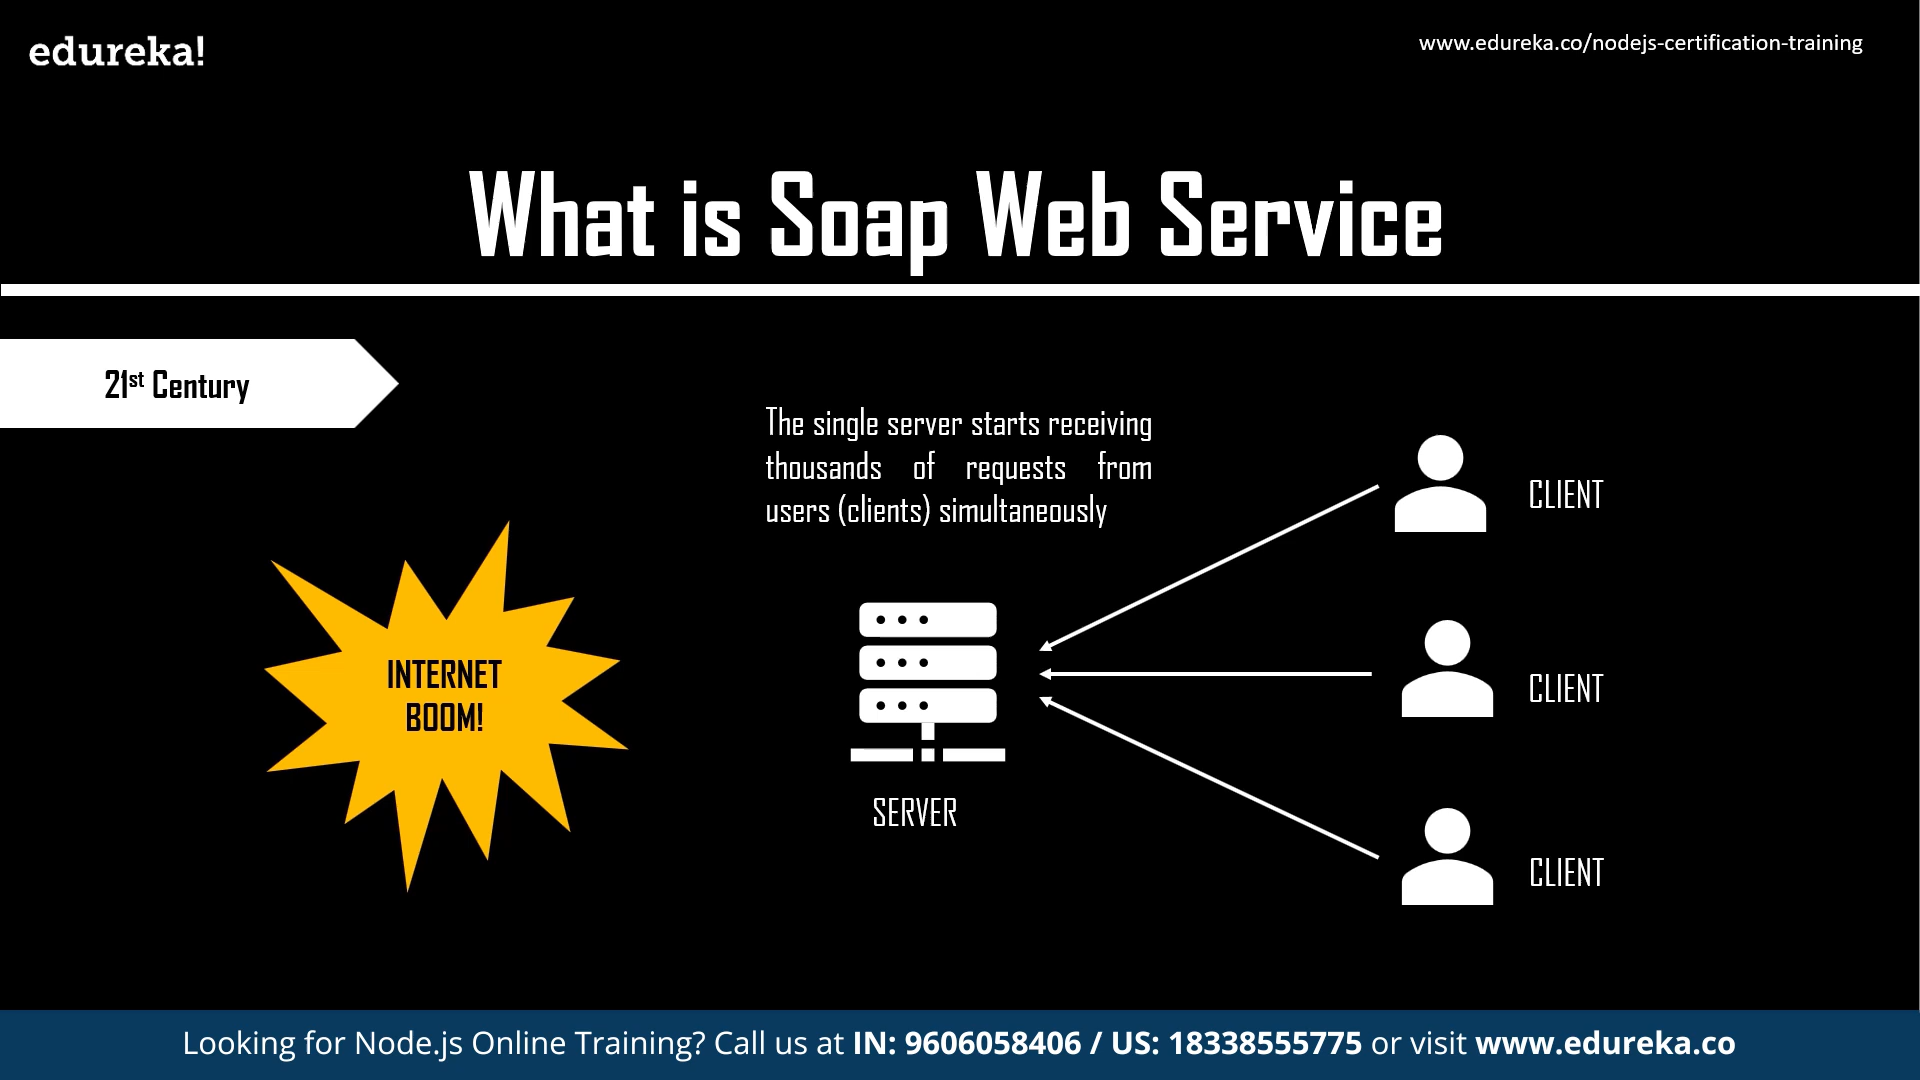 edureka!
www.edureka.co/nodejs-certification-training
What is Soap Web Service
21st Century
The single server starts receiving
thousands of requests from
users (clients) simultaneously
INTERNET
BOOM!
SERVER
CLIENT
CLIENT
CLIENT
Looking for Node.js Online Training? Call us at IN: 9606058406 / US: 18338555775 or visit www.edureka.co